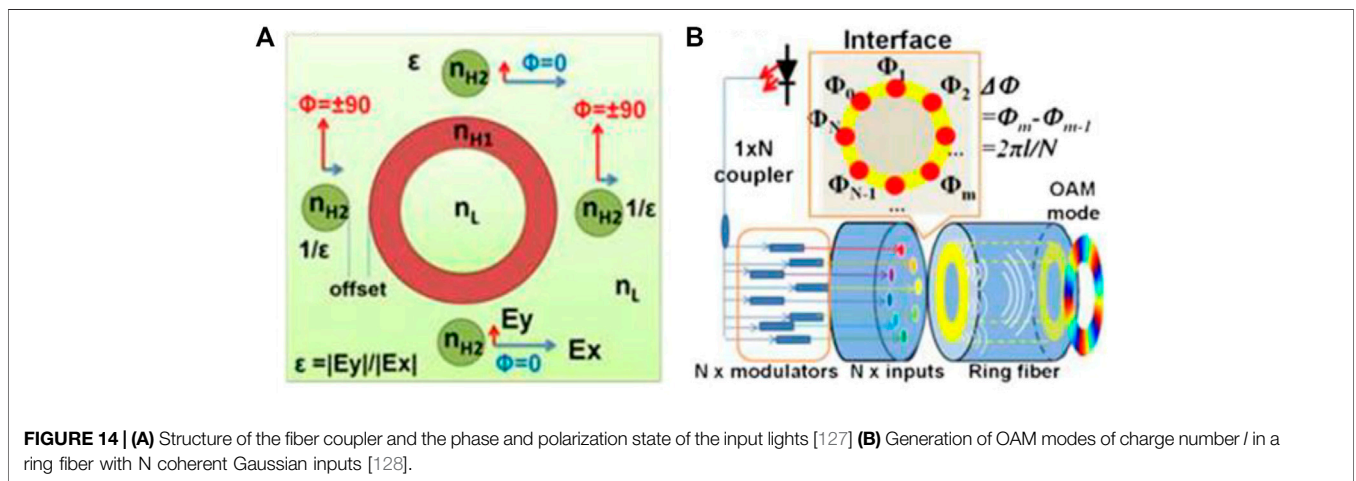 A
ε
n_H2
Φ=0
Φ=±90
Φ=±90
n_H1
n_H2
n_L
n_H2 1/ε
1/ε
offset
n_L
Ey
n_H2
Ex
Φ=0
ε =|Ey|/|Ex|
B
Interface
Φ_1
Φ_0
Φ_2
ΔΦ
Φ_N
=Φ_m-Φ_{m-1}
...
=2πl/N
1xN
coupler
Φ_{N-1}
Φ_m
...
OAM
mode
N x modulators
N x inputs
Ring fiber
FIGURE 14 | (A) Structure of the fiber coupler and the phase and polarization state of the input lights [127] (B) Generation of OAM modes of charge number l in a
ring fiber with N coherent Gaussian inputs [128].